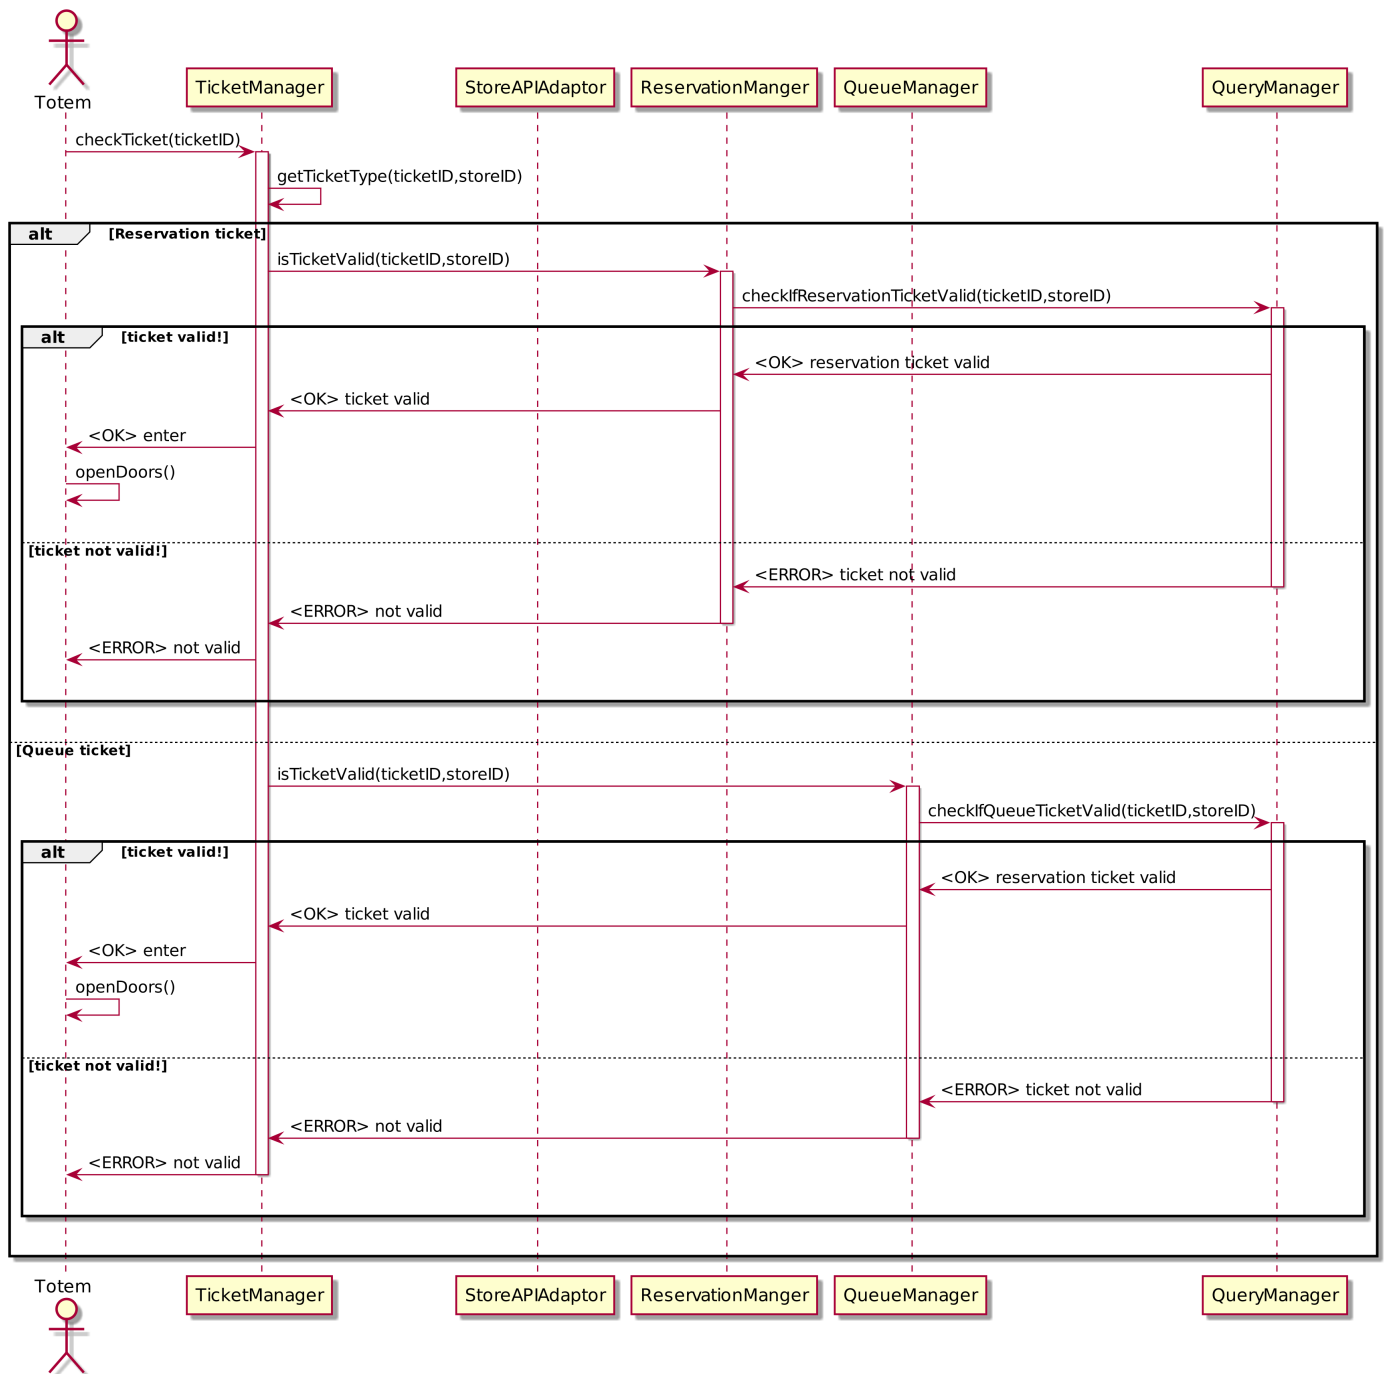 Totem
TicketManager
StoreAPIAdaptor
ReservationManger
QueueManager
QueryManager
checkTicket(ticketID)
getTicketType(ticketID,storeID)
alt [Reservation ticket]
isTicketValid(ticketID,storeID)
checkIfReservationTicketValid(ticketID,storeID)
alt [ticket valid!]
<OK> reservation ticket valid
<OK> ticket valid
<OK> enter
openDoors()
[ticket not valid!]
<ERROR> ticket not valid
<ERROR> not valid
<ERROR> not valid
[Queue ticket]
isTicketValid(ticketID,storeID)
checkIfQueueTicketValid(ticketID,storeID)
alt [ticket valid!]
<OK> reservation ticket valid
<OK> ticket valid
<OK> enter
openDoors()
[ticket not valid!]
<ERROR> ticket not valid
<ERROR> not valid
<ERROR> not valid
Totem
TicketManager
StoreAPIAdaptor
ReservationManger
QueueManager
QueryManager